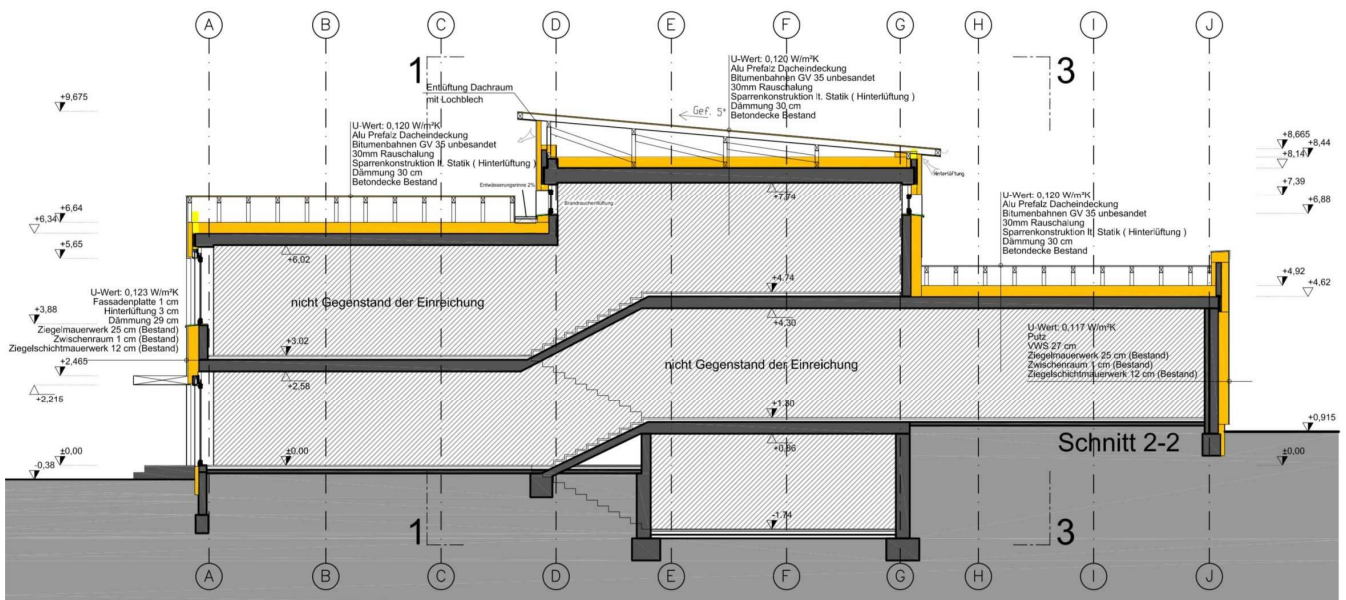 A
B
C
D
E
F
G
H
I
J
1
3
+9,675
Entlüftung Dachraum
mit Lochblech
Gef. 5°
U-Wert: 0,120 W/m²K
Alu Prefalz Dacheindeckung
Bitumenbahnen GV 35 unbesandet
30mm Rauschalung
Sparrenkonstruktion lt. Statik ( Hinterlüftung )
Dämmung 30 cm
Betondecke Bestand
U-Wert: 0,120 W/m²K
Alu Prefalz Dacheindeckung
Bitumenbahnen GV 35 unbesandet
30mm Rauschalung
Sparrenkonstruktion lt. Statik ( Hinterlüftung )
Dämmung 30 cm
Betondecke Bestand
Entwässerungsrinne 2%
Brandrauchentlüftung
Hinterlüftung
+8,665
+8,44
+8,14
+7,39
+6,88
+7.74
U-Wert: 0,120 W/m²K
Alu Prefalz Dacheindeckung
Bitumenbahnen GV 35 unbesandet
30mm Rauschalung
Sparrenkonstruktion lt. Statik ( Hinterlüftung )
Dämmung 30 cm
Betondecke Bestand
+6,64
+6,34
+5,65
+6,02
+4.74
+4,92
+4,62
U-Wert: 0,123 W/m²K
Fassadenplatte 1 cm
Hinterlüftung 3 cm
Dämmung 29 cm
Ziegelmauerwerk 25 cm (Bestand)
Zwischenraum 1 cm (Bestand)
Ziegelschichtmauerwerk 12 cm (Bestand)
+3,88
nicht Gegenstand der Einreichung
+4,30
U-Wert: 0,117 W/m²K
Putz
VWS 27 cm
Ziegelmauerwerk 25 cm (Bestand)
Zwischenraum 1 cm (Bestand)
Ziegelschichtmauerwerk 12 cm (Bestand)
+3.02
nicht Gegenstand der Einreichung
+2,465
+2,58
+2,216
+1.30
+0,915
+0,86
Schnitt 2-2
±0,00
±0,00
±0,00
-0,38
-1.74
1
3
A
B
C
D
E
F
G
H
I
J